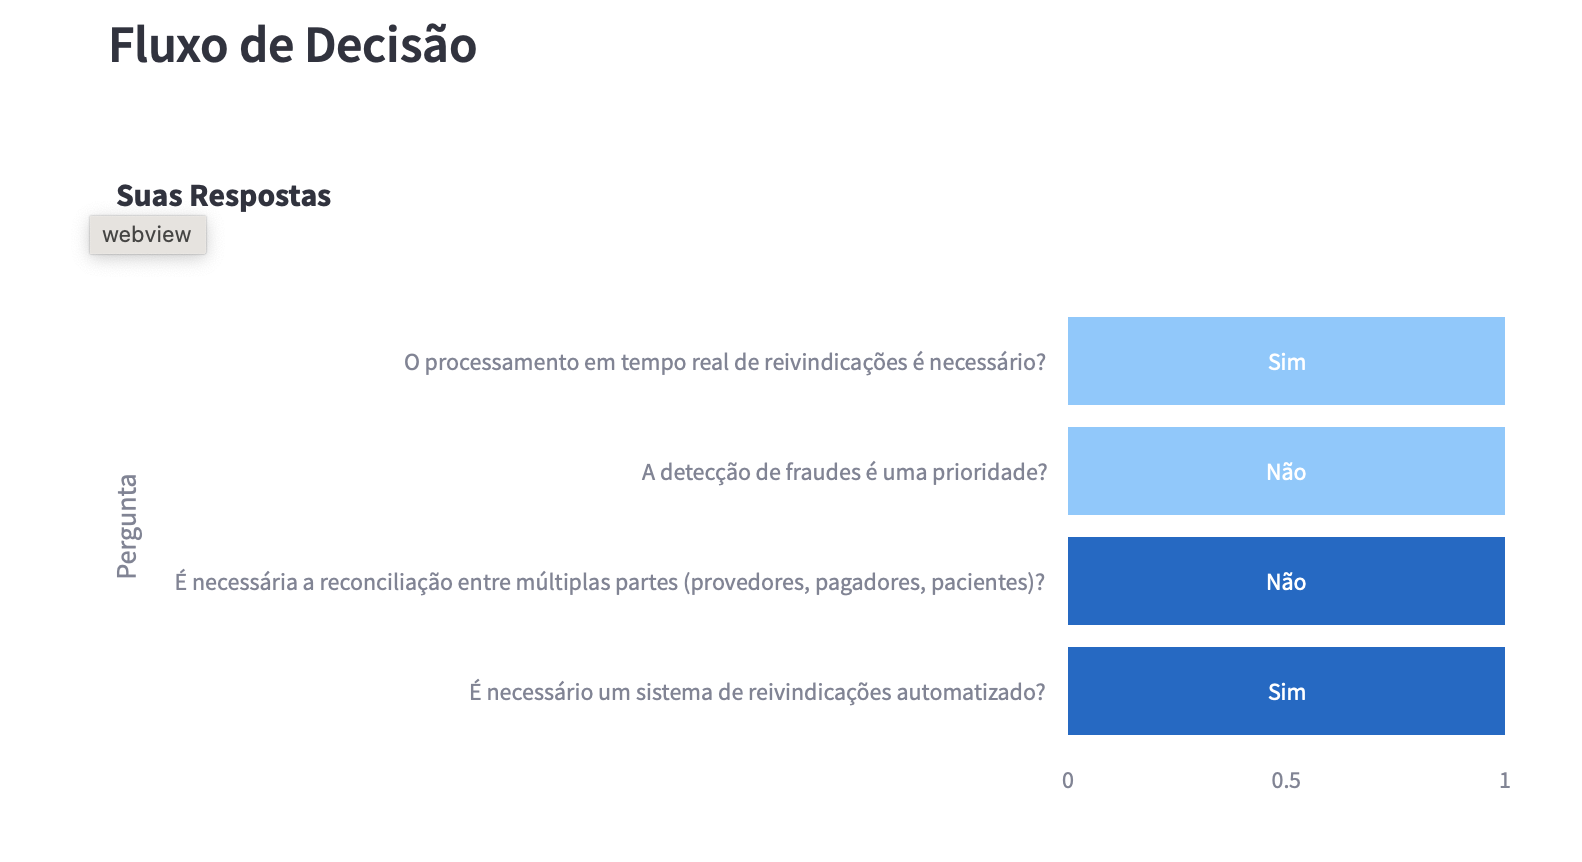 Fluxo de Decisão
Suas Respostas
webview
Pergunta
O processamento em tempo real de reivindicações é necessário?
Sim
A detecção de fraudes é uma prioridade?
Não
É necessária a reconciliação entre múltiplas partes (provedores, pagadores, pacientes)?
Não
É necessário um sistema de reivindicações automatizado?
Sim
0
0.5
1